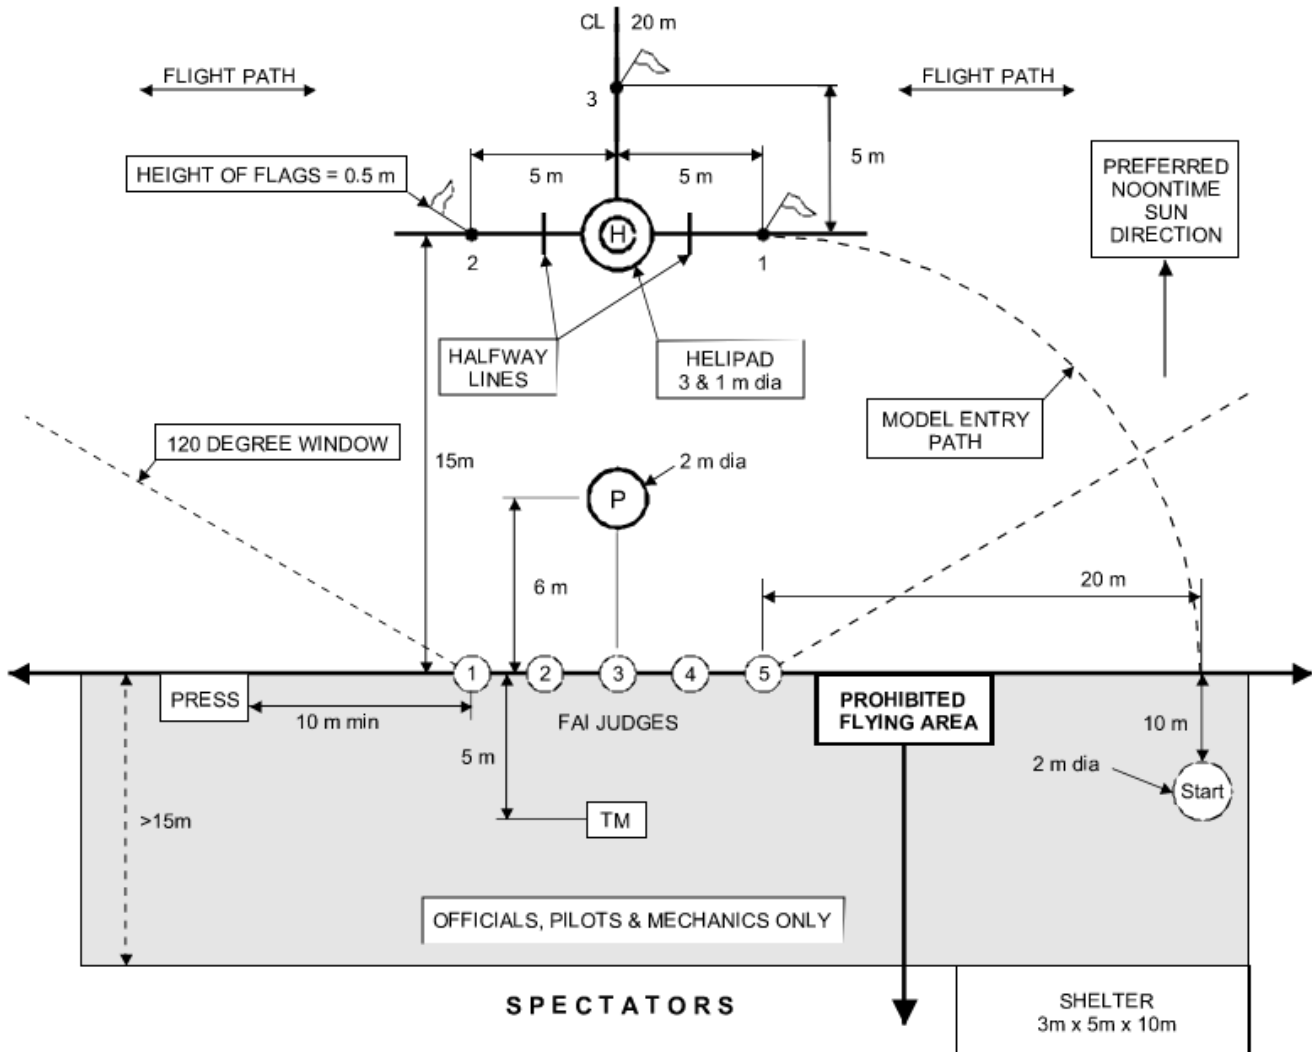 CL 20 m
FLIGHT PATH
FLIGHT PATH
3
HEIGHT OF FLAGS = 0.5 m
5 m
5 m
5 m
PREFERRED
NOONTIME
SUN
DIRECTION
H
2
1
HALFWAY
LINES
HELIPAD
3 & 1 m dia
MODEL ENTRY
PATH
120 DEGREE WINDOW
15m
2 m dia
P
6 m
20 m
1
2
3
4
5
PRESS
10 m min
FAI JUDGES
PROHIBITED
FLYING AREA
10 m
5 m
2 m dia
Start
>15m
TM
OFFICIALS, PILOTS & MECHANICS ONLY
SPECTATORS
SHELTER
3m x 5m x 10m